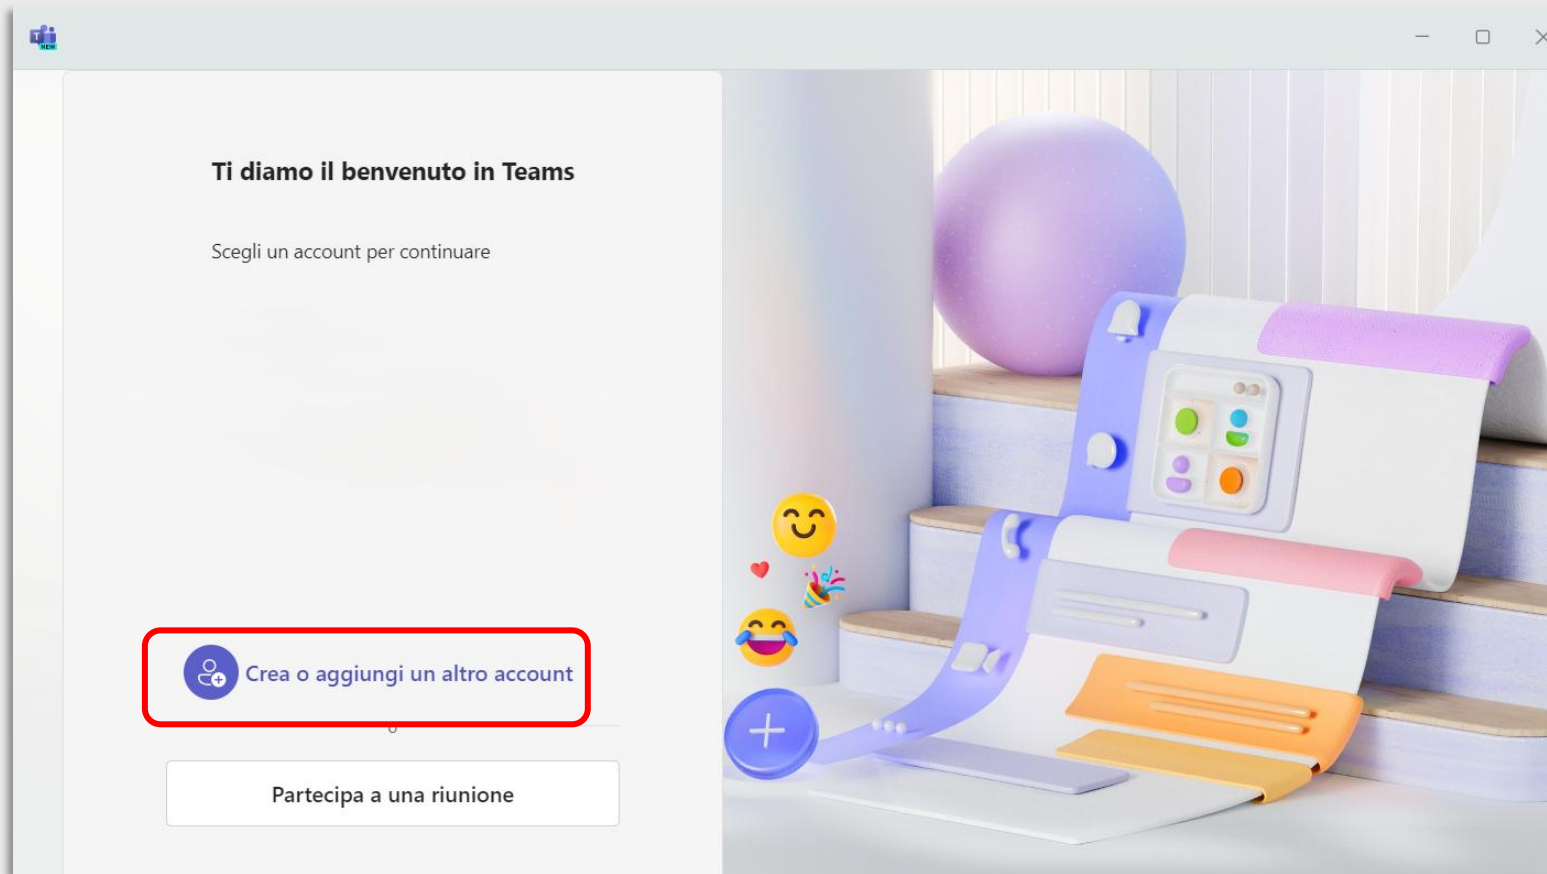 T
NEW
Ti diamo il benvenuto in Teams
Scegli un account per continuare
Crea o aggiungi un altro account
o
Partecipa a una riunione